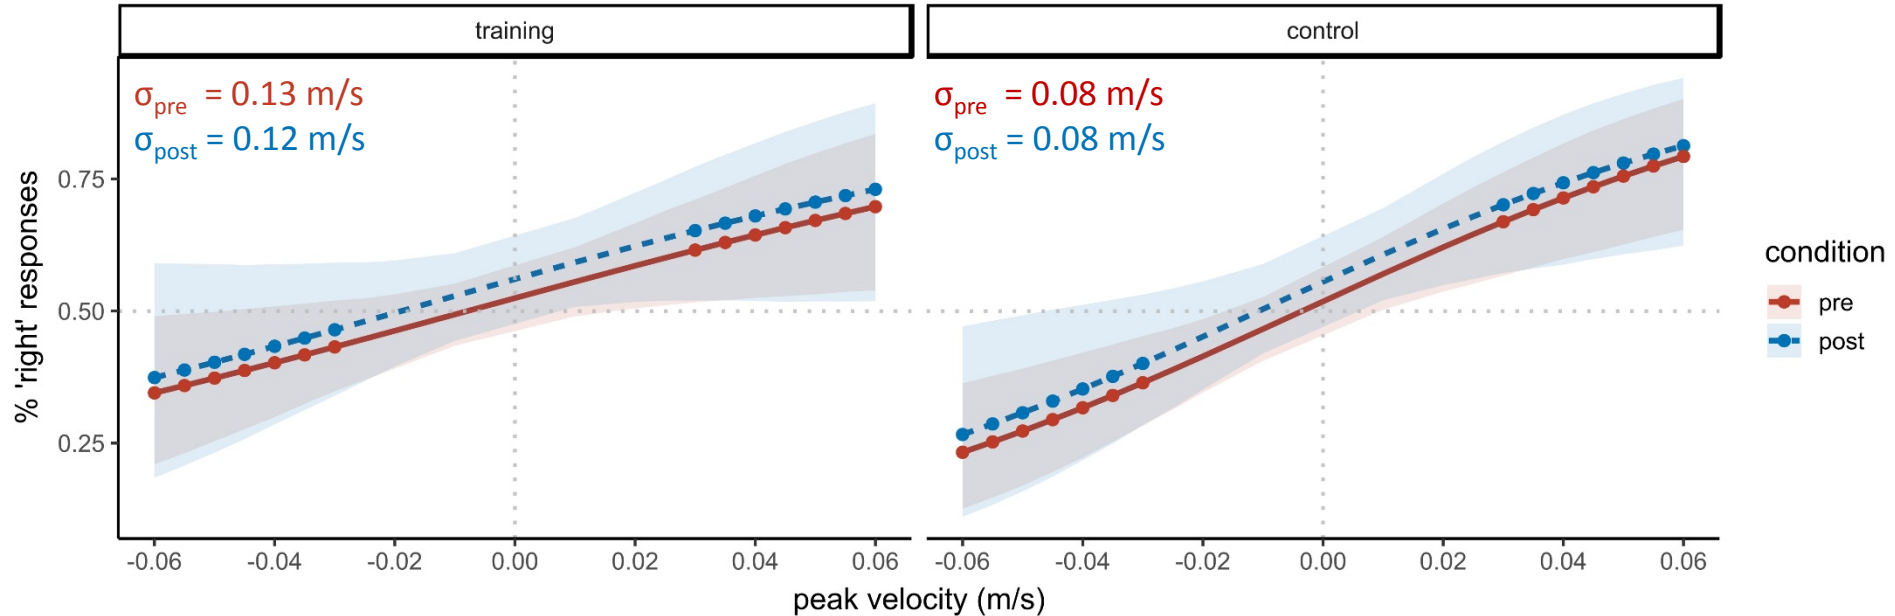 training
control
σpre = 0.13 m/s
σpost = 0.12 m/s
σpre = 0.08 m/s
σpost = 0.08 m/s
% 'right' responses
0.75
0.50
0.25
-0.06 -0.04 -0.02 0.00 0.02 0.04 0.06
-0.06 -0.04 -0.02 0.00 0.02 0.04 0.06
peak velocity (m/s)
condition
pre
post